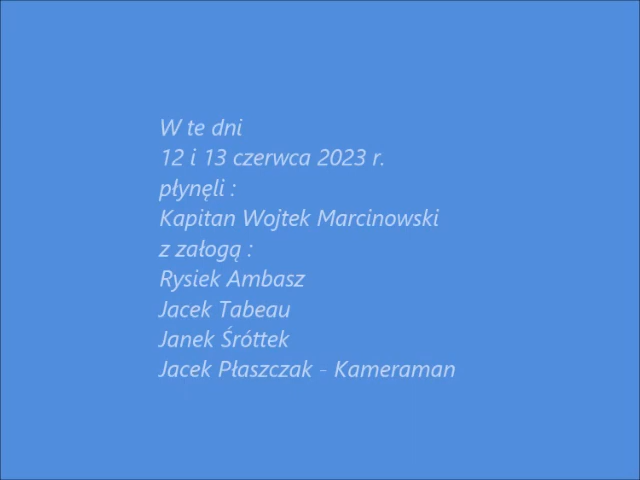 W te dni
12 i 13 czerwca 2023 r.
płynęli :
Kapitan Wojtek Marcinowski
z załogą :
Rysiek Ambasz
Jacek Tabeau
Janek Śróttek
Jacek Płaszczak - Kameraman